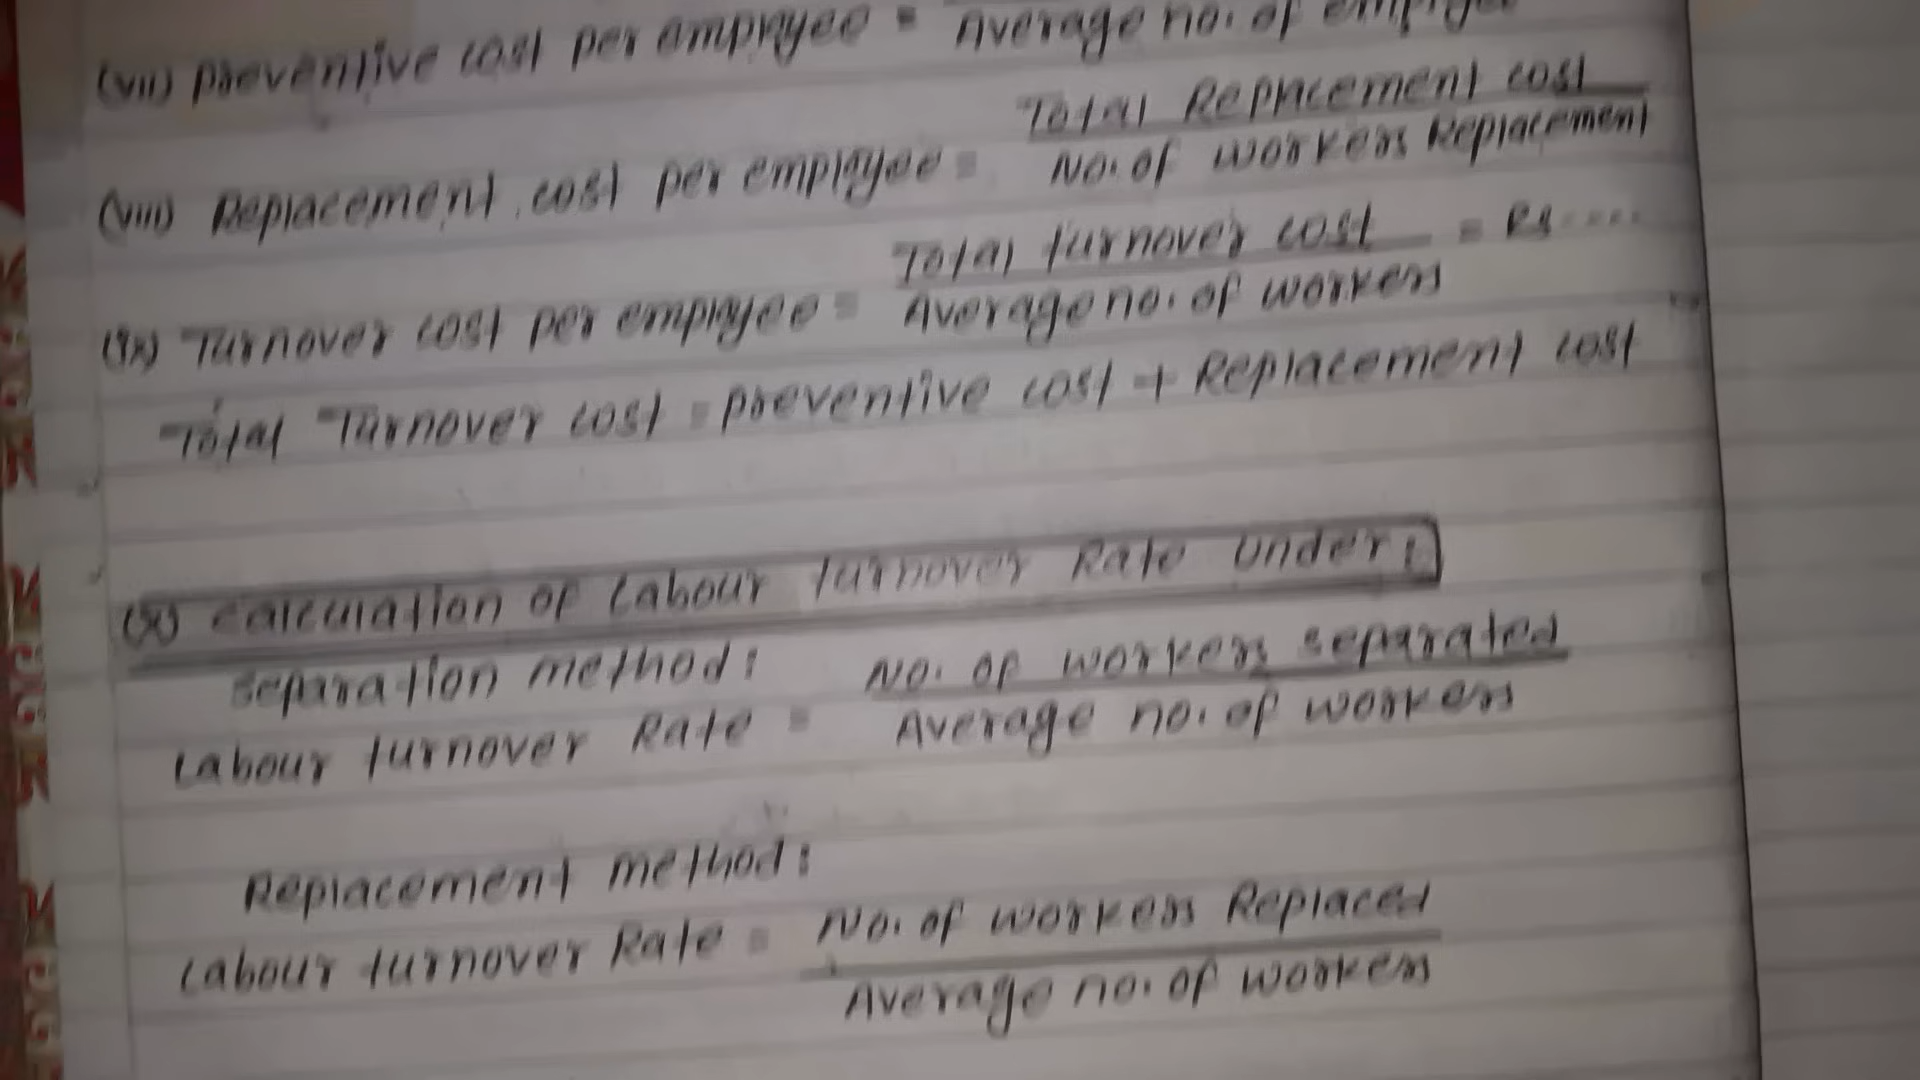 (vii) Preventive cost per employee = Average no. of employee
Total Replacement cost
(viii) Replacement cost per employee = No. of workers Replacement
Total turnover cost = Rs ....
(ix) Turnover cost per employee = Average no. of workers
Total Turnover cost = preventive cost + Replacement cost
(x) Calculation of Labour turnover Rate under:
Separation method:
No. of workers separated
Labour turnover Rate = Average no. of workers
Replacement method:
No. of workers Replaced
Labour turnover Rate = Average no. of workers